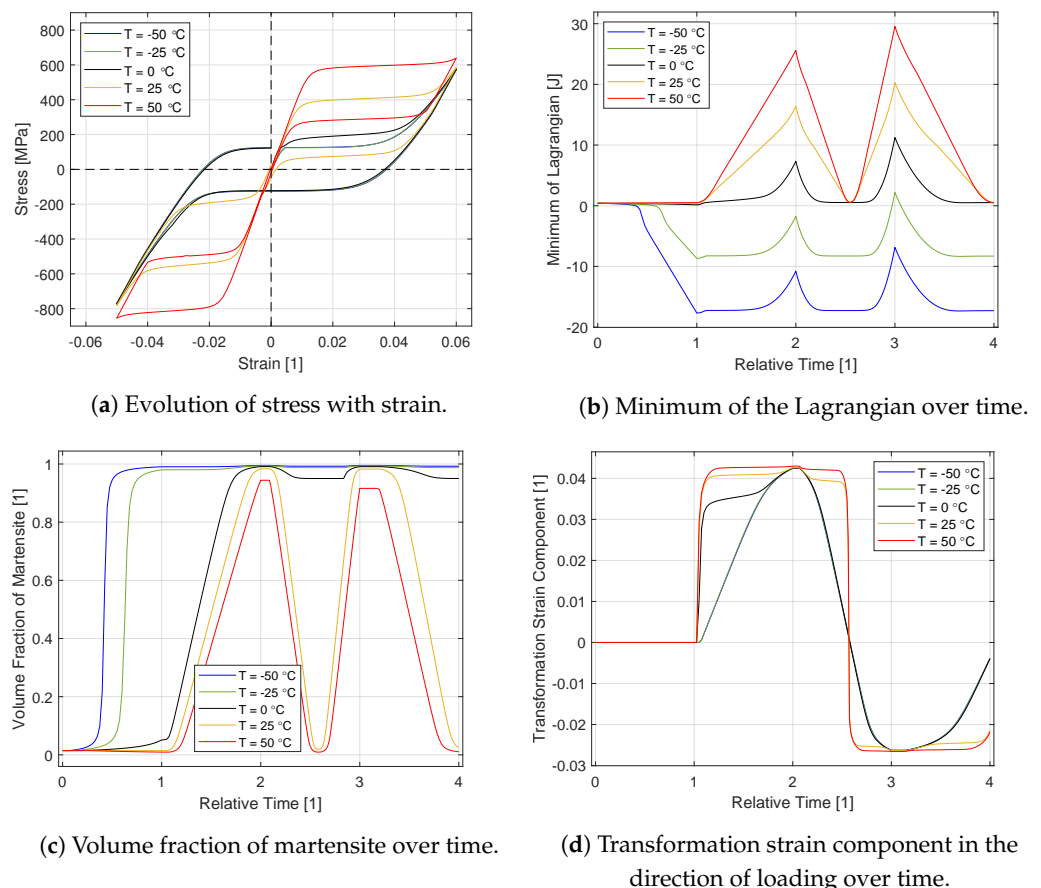 T = -50 °C
T = -25 °C
T = 0 °C
T = 25 °C
T = 50 °C
800
600
400
200
0
-200
-400
-600
-800
Stress [MPa]
-0.06 -0.04 -0.02 0 0.02 0.04 0.06
Strain [1]
(a) Evolution of stress with strain.
T = -50 °C
T = -25 °C
T = 0 °C
T = 25 °C
T = 50 °C
30
20
10
0
-10
-20
Minimum of Lagrangian [J]
0 1 2 3 4
Relative Time [1]
(b) Minimum of the Lagrangian over time.
1
0.8
0.6
0.4
0.2
0
Volume Fraction of Martensite [1]
T = -50 °C
T = -25 °C
T = 0 °C
T = 25 °C
T = 50 °C
0 1 2 3 4
Relative Time [1]
(c) Volume fraction of martensite over time.
0.04
0.03
0.02
0.01
0
-0.01
-0.02
-0.03
Transformation Strain Component [1]
T = -50 °C
T = -25 °C
T = 0 °C
T = 25 °C
T = 50 °C
0 1 2 3 4
Relative Time [1]
(d) Transformation strain component in the
direction of loading over time.